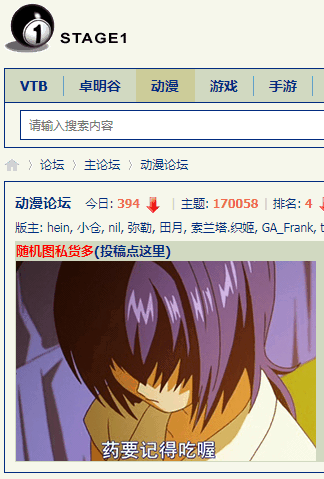 1 STAGE1
VTB 卓明谷 动漫 游戏 手游
请输入搜索内容
论坛 主论坛 动漫论坛
动漫论坛 今日: 394 | 主题: 170058 | 排名: 4
版主: hein, 小仓, nil, 弥勒, 田月, 索兰塔.织姬, GA_Frank, t
随机图私货多(投稿点这里)
药要记得吃喔